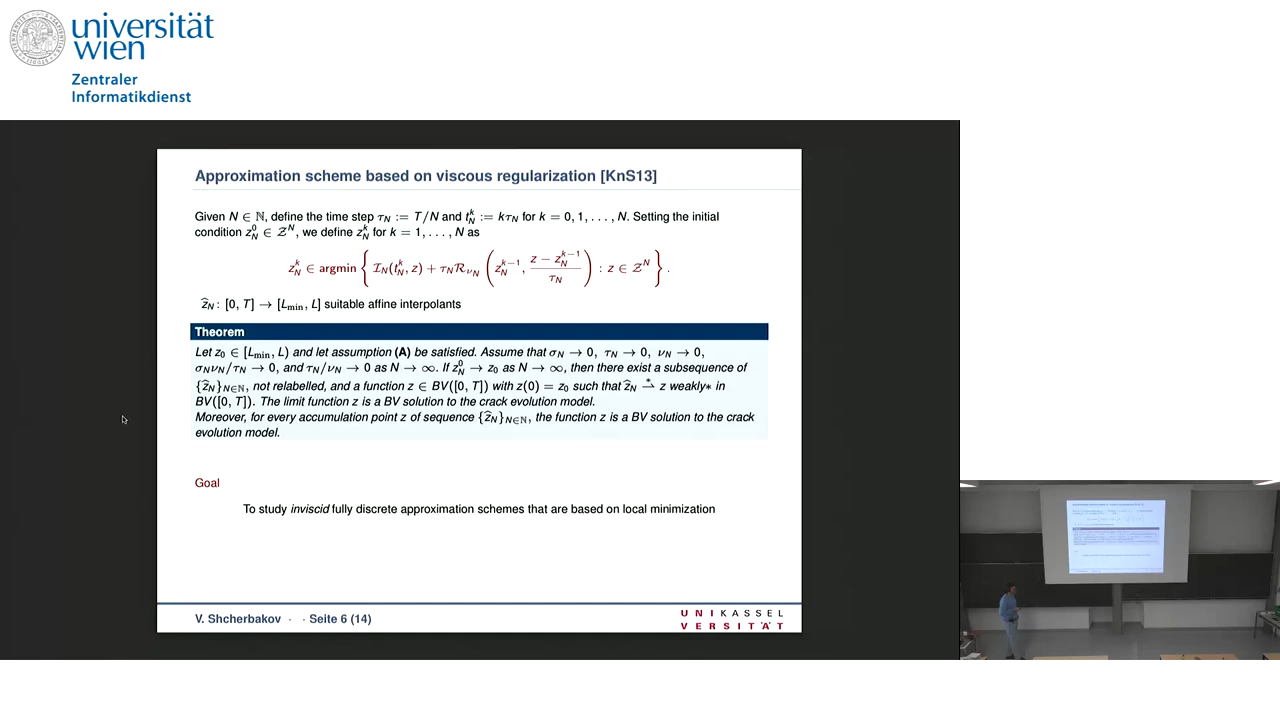 universität
wien
Zentraler
Informatikdienst
Approximation scheme based on viscous regularization [KnS13]
Given N ∈ ℕ, define the time step τ_N := T/N and t_N^k := kτ_N for k = 0, 1, . . . , N. Setting the initial
condition z_N^0 ∈ 𝒵^N, we define z_N^k for k = 1, . . . , N as
z_N^k ∈ argmin { ℐ_N(t_N^k, z) + τ_N ℛ_{ν_N} ( z_N^{k−1}, (z − z_N^{k−1}) / τ_N ) : z ∈ 𝒵^N } .
ẑ_N : [0, T] → [L_min, L] suitable affine interpolants
Theorem
Let z_0 ∈ [L_min, L) and let assumption (A) be satisfied. Assume that σ_N → 0, τ_N → 0, ν_N → 0,
σ_N ν_N/τ_N → 0, and τ_N/ν_N → 0 as N → ∞. If z_N^0 → z_0 as N → ∞, then there exist a subsequence of
{ẑ_N}_{N∈ℕ}, not relabelled, and a function z ∈ BV([0, T]) with z(0) = z_0 such that ẑ_N ⇀* z weakly* in
BV([0, T]). The limit function z is a BV solution to the crack evolution model.
Moreover, for every accumulation point z of sequence {ẑ_N}_{N∈ℕ}, the function z is a BV solution to the crack
evolution model.
Goal
To study inviscid fully discrete approximation schemes that are based on local minimization
V. Shcherbakov · · Seite 6 (14)
UNIKASSEL
VERSITÄT